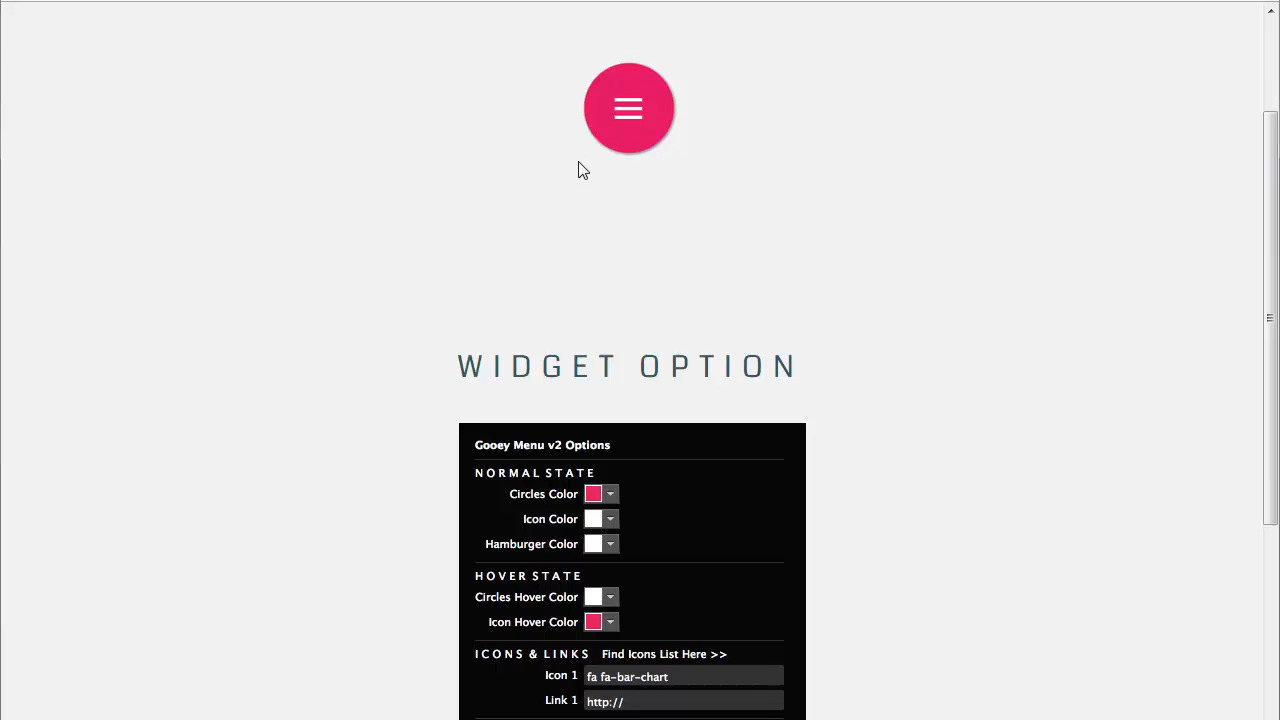 WIDGET OPTION
Gooey Menu v2 Options
NORMAL STATE
Circles Color
Icon Color
Hamburger Color
HOVER STATE
Circles Hover Color
Icon Hover Color
ICONS & LINKS Find Icons List Here >>
Icon 1 fa fa-bar-chart
Link 1 http://